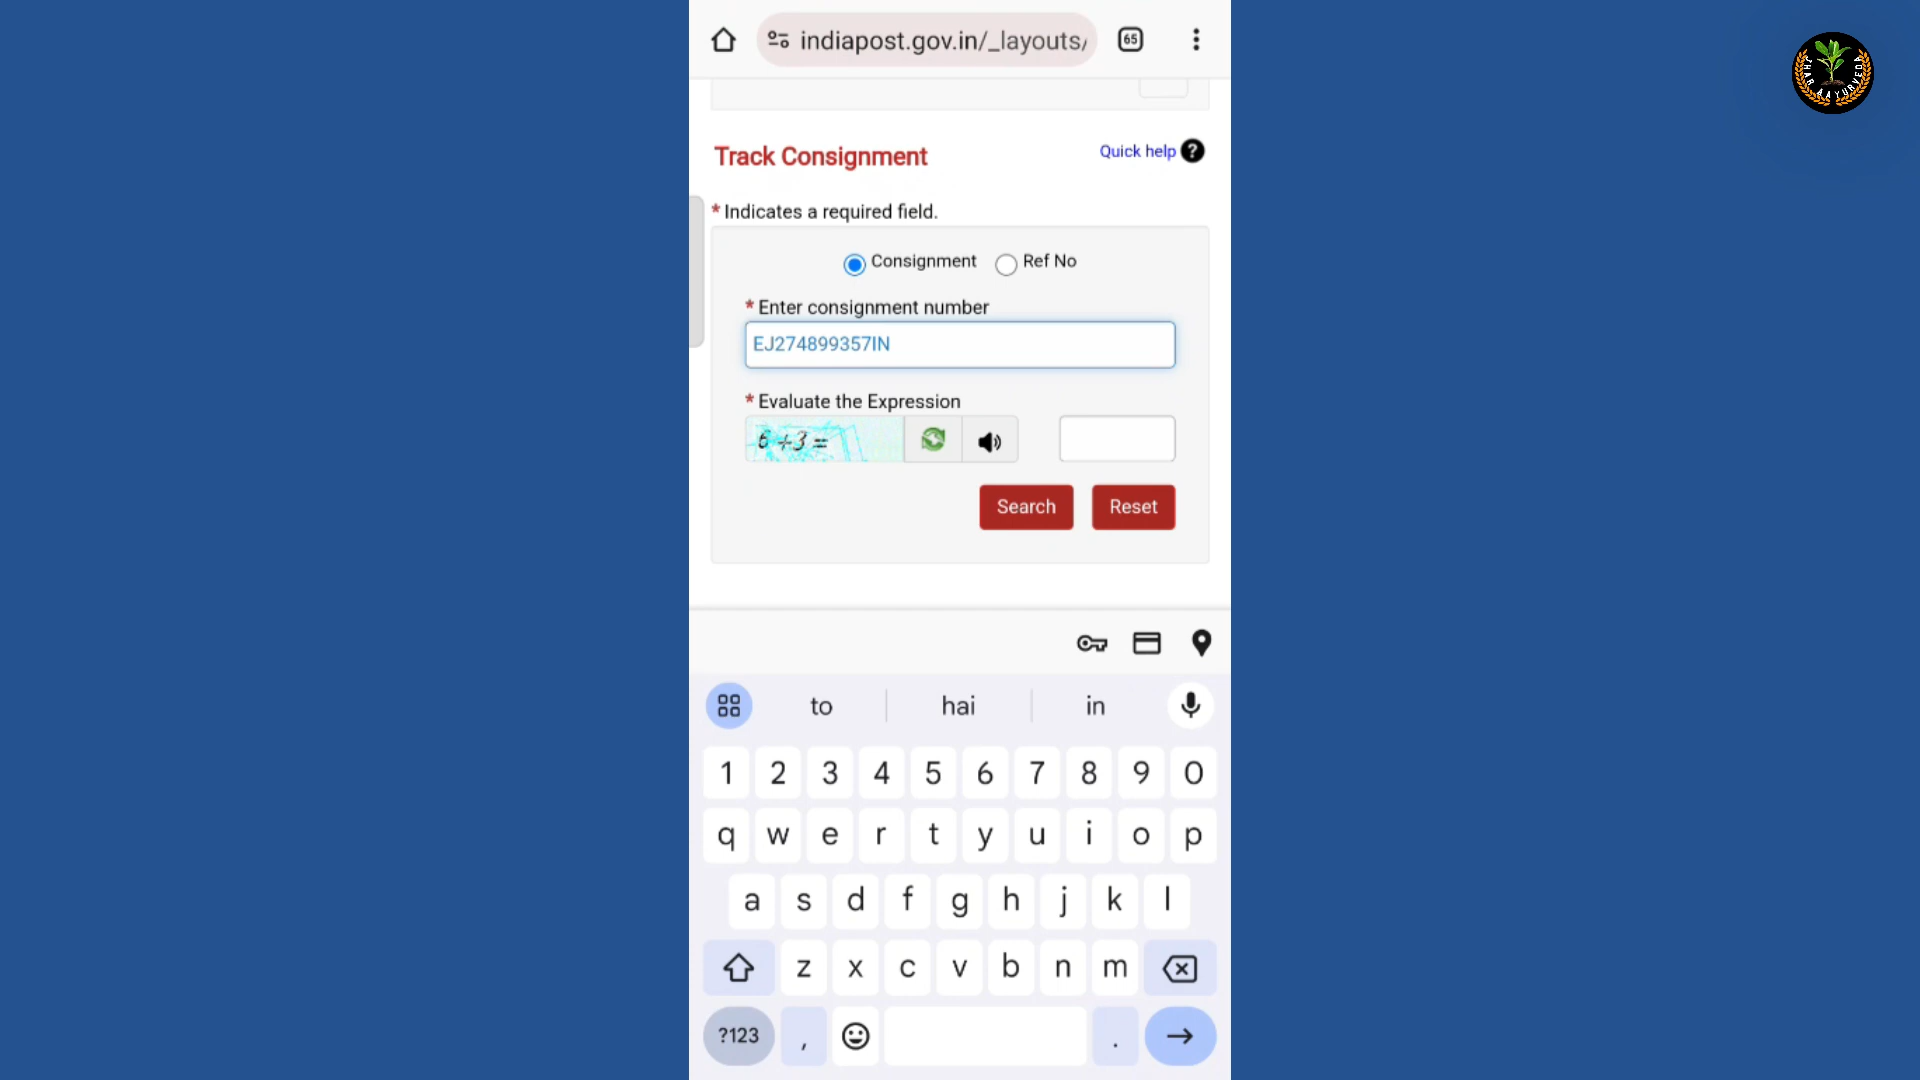 indiapost.gov.in/_layouts/
65
JHAR AAYURVEDA
Track Consignment
Quick help ?
* Indicates a required field.
Consignment Ref No
* Enter consignment number
EJ274899357IN
* Evaluate the Expression
6 +3 =
Search Reset
to hai in
1 2 3 4 5 6 7 8 9 0
q w e r t y u i o p
a s d f g h j k l
z x c v b n m
?123 , .